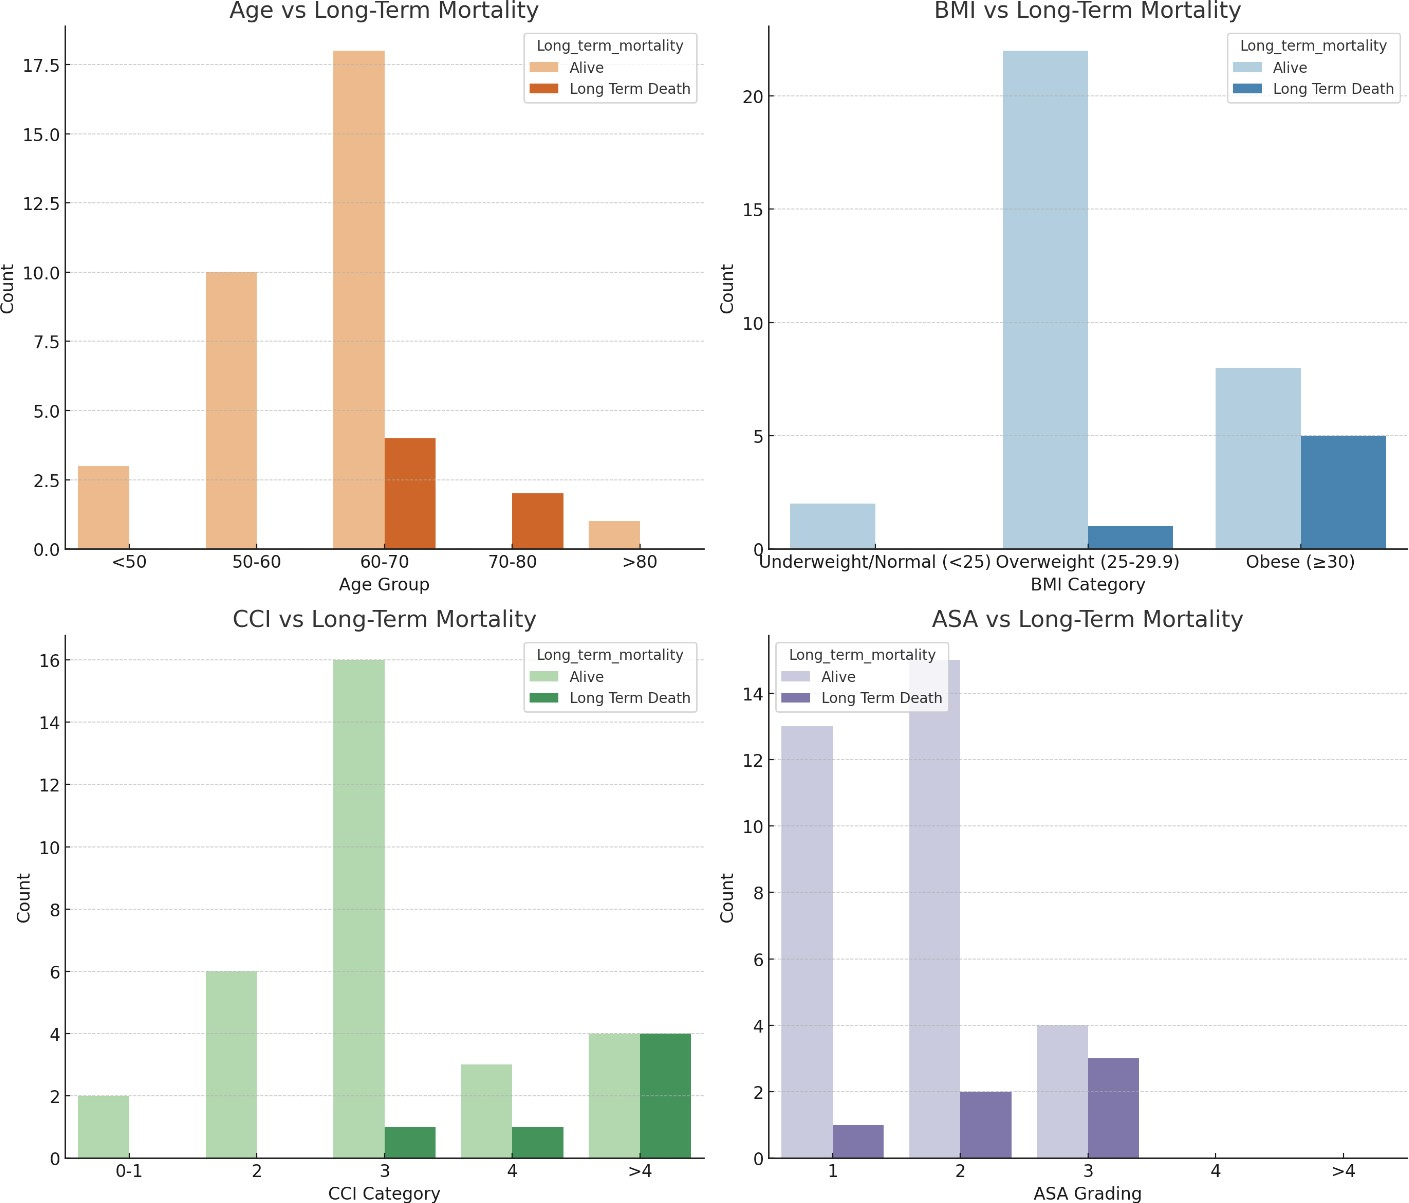 Age vs Long-Term Mortality
Long_term_mortality
Alive
Long Term Death
Count
17.5
15.0
12.5
10.0
7.5
5.0
2.5
0.0
<50 50-60 60-70 70-80 >80
Age Group
BMI vs Long-Term Mortality
Long_term_mortality
Alive
Long Term Death
Count
20
15
10
5
0
Underweight/Normal (<25) Overweight (25-29.9) Obese (≥30)
BMI Category
CCI vs Long-Term Mortality
Long_term_mortality
Alive
Long Term Death
Count
16
14
12
10
8
6
4
2
0
0-1 2 3 4 >4
CCI Category
ASA vs Long-Term Mortality
Long_term_mortality
Alive
Long Term Death
Count
14
12
10
8
6
4
2
0
1 2 3 4 >4
ASA Grading